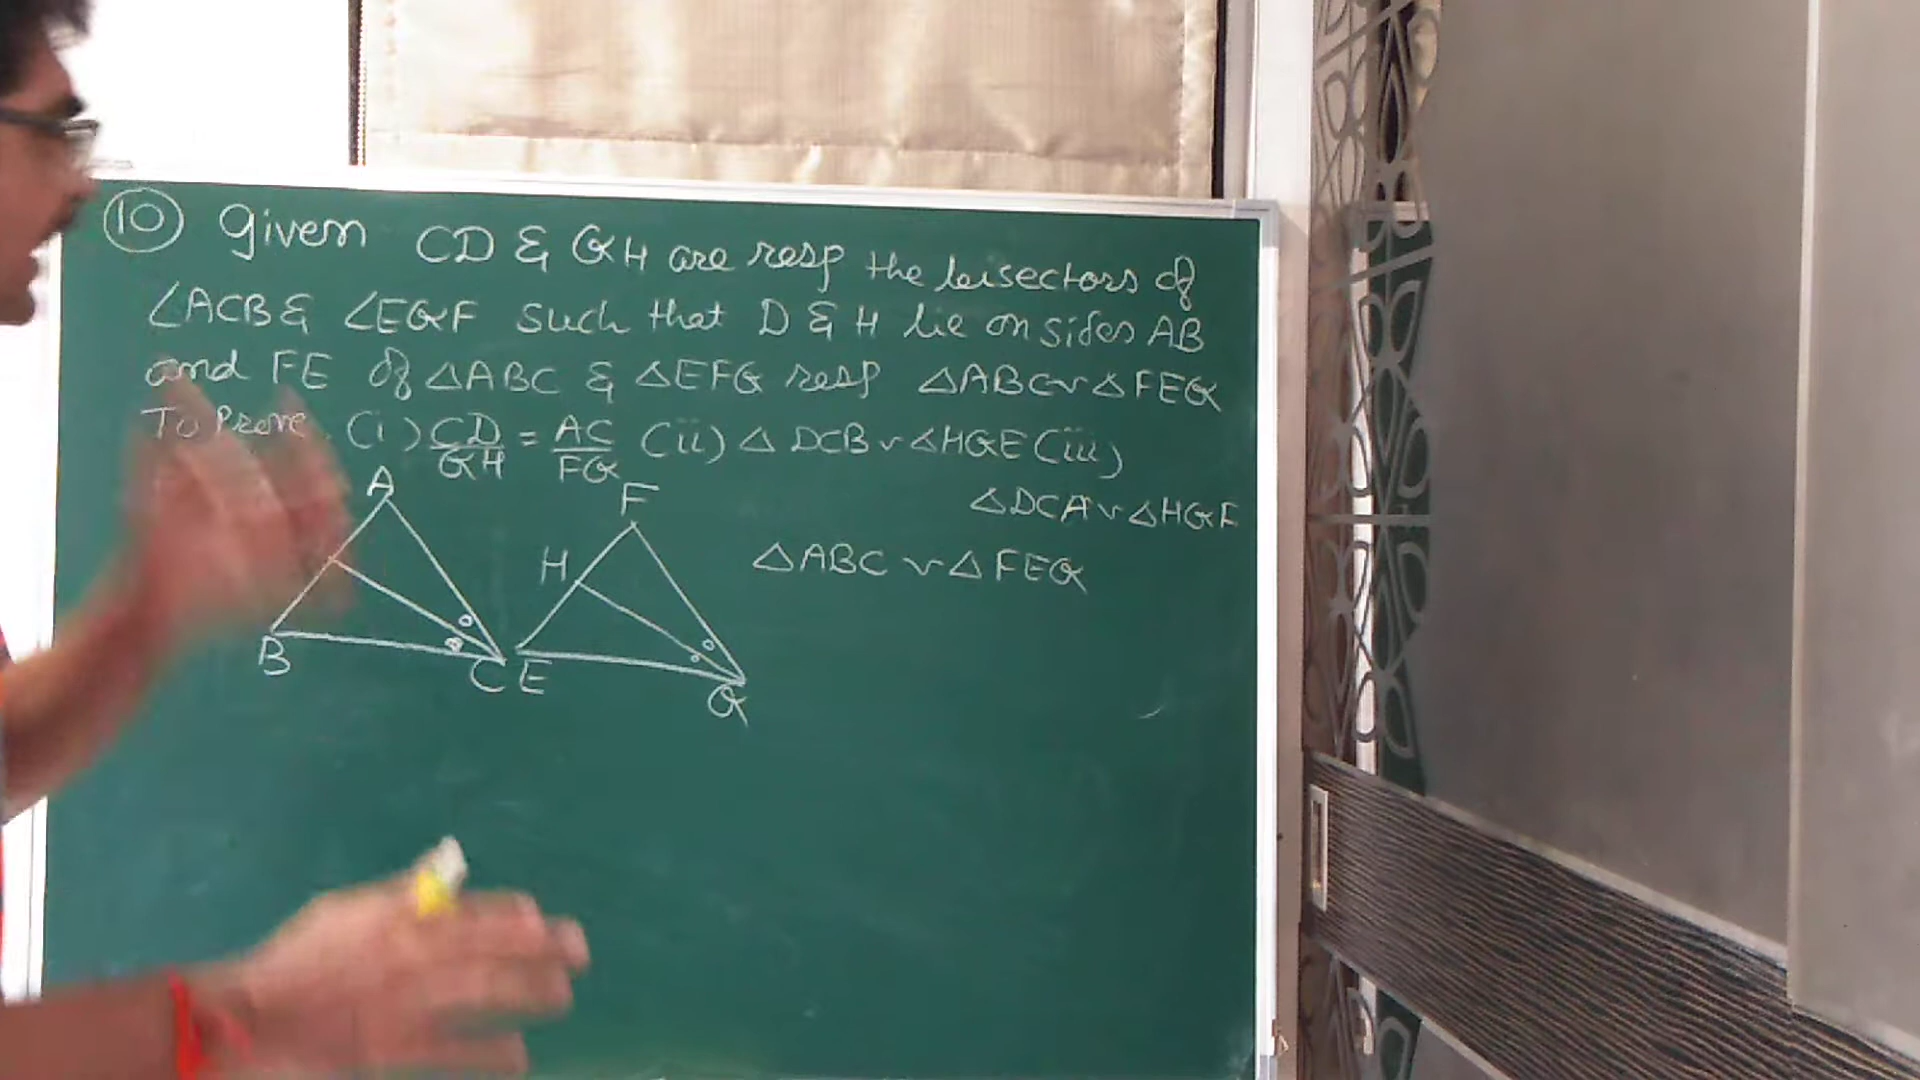 10 Given CD & GH are resp the bisectors of
∠ACB & ∠EGF such that D & H lie on sides AB
and FE of △ABC & △EFG resp △ABC ~ △FEG
To Prove (i) CD/GH = AC/FG (ii) △DCB ~ △HGE (iii)
△DCA ~ △HGF
△ABC ~ △FEG
A
F
H
B
C
E
G